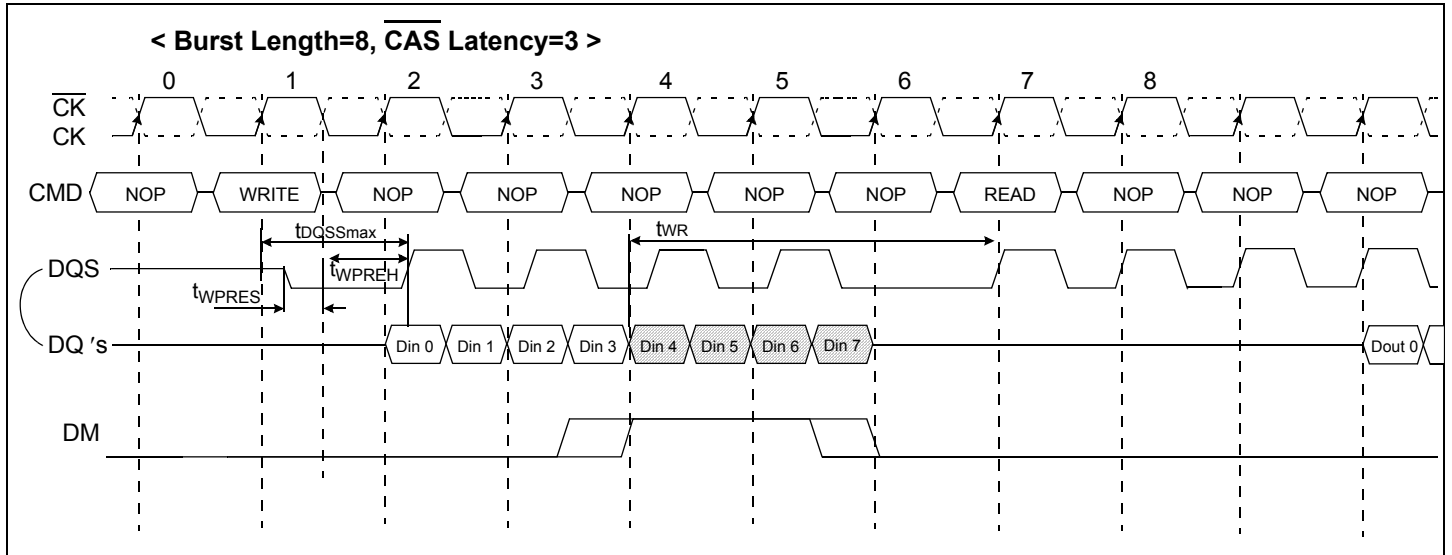 < Burst Length=8, CAS Latency=3 >
0 1 2 3 4 5 6 7 8
CK
CK
CMD NOP WRITE NOP NOP NOP NOP NOP READ NOP NOP NOP
tDQSSmax tWR
DQS tWPREH
tWPRES
DQ 's Din 0 Din 1 Din 2 Din 3 Din 4 Din 5 Din 6 Din 7 Dout 0
DM